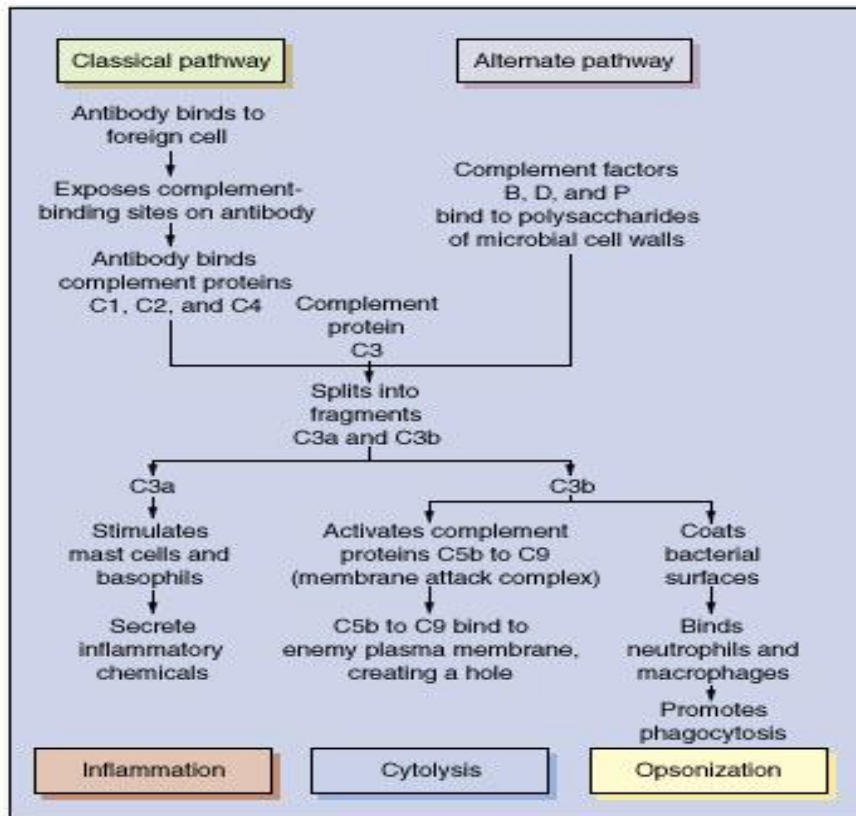 Classical pathway
Alternate pathway
Antibody binds to
foreign cell
Exposes complement-
binding sites on antibody
Antibody binds
complement proteins
C1, C2, and C4
Complement factors
B, D, and P
bind to polysaccharides
of microbial cell walls
Complement
protein
C3
Splits into
fragments
C3a and C3b
C3a
Stimulates
mast cells and
basophils
Secrete
inflammatory
chemicals
C3b
Activates complement
proteins C5b to C9
(membrane attack complex)
C5b to C9 bind to
enemy plasma membrane,
creating a hole
Coats
bacterial
surfaces
Binds
neutrophils and
macrophages
Promotes
phagocytosis
Inflammation
Cytolysis
Opsonization